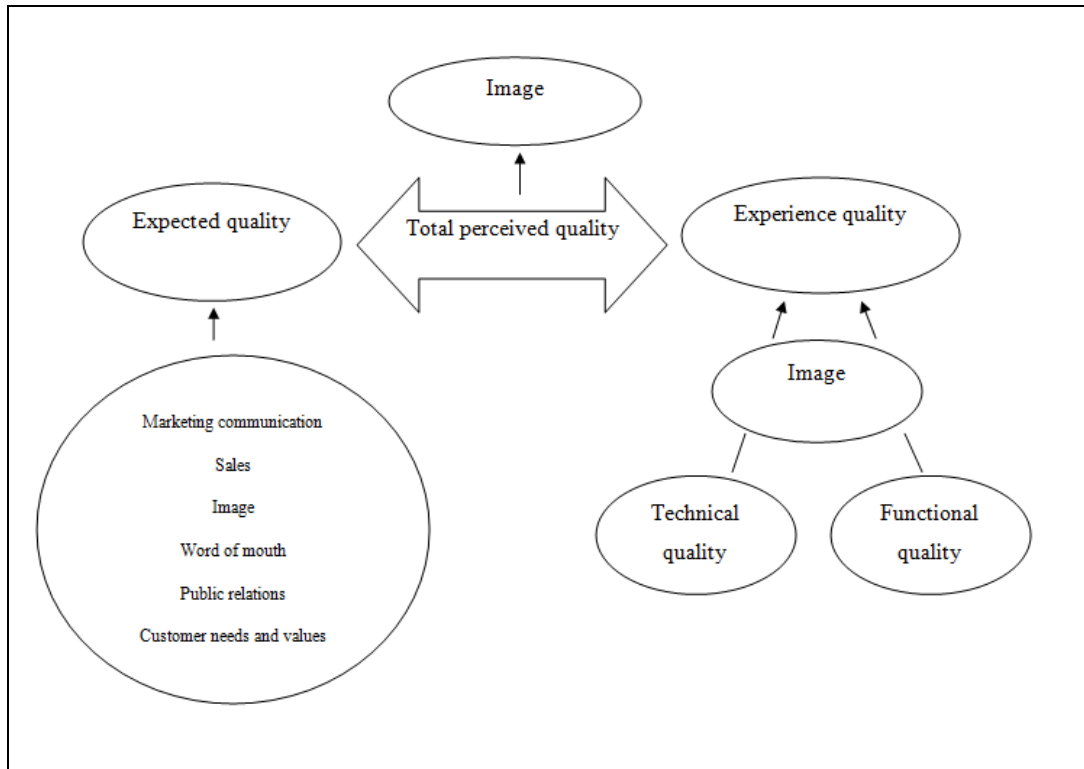 Image
Expected quality
Total perceived quality
Experience quality
Image
Marketing communication
Sales
Image
Word of mouth
Public relations
Customer needs and values
Technical
quality
Functional
quality